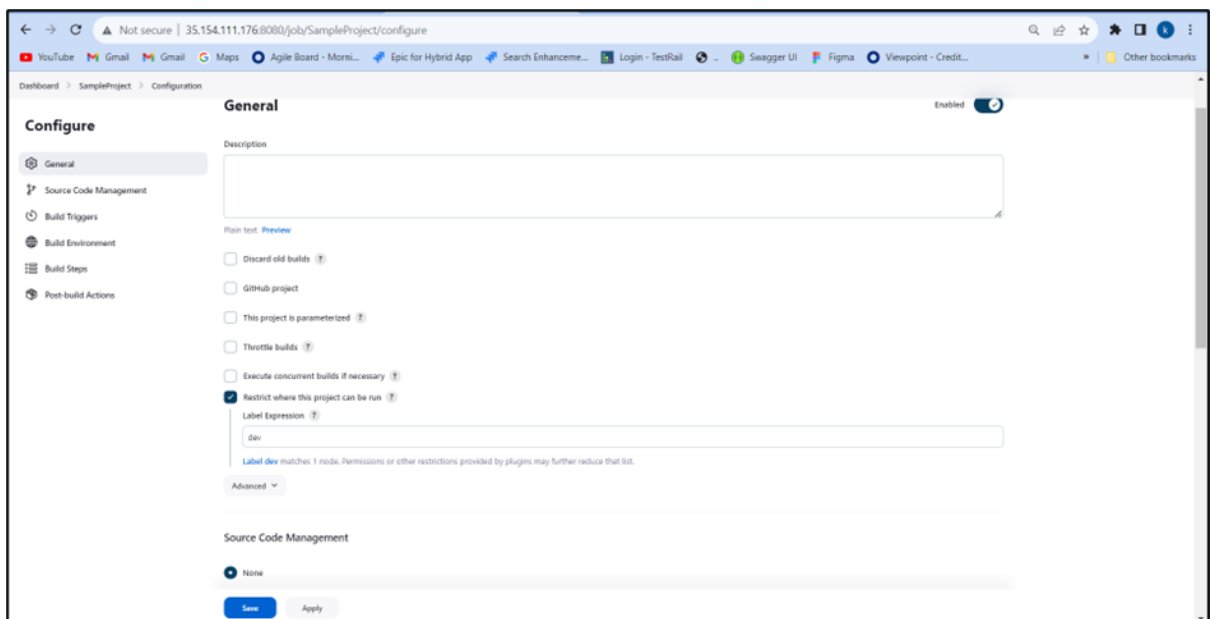 Not secure | 35.154.111.176:8080/job/SampleProject/configure
k
YouTube Gmail Gmail Maps Agile Board - Morni... Epic for Hybrid App Search Enhanceme... Login - TestRail .. Swagger UI Figma Viewpoint - Credit... » Other bookmarks
Dashboard > SampleProject > Configuration
Configure
General
Source Code Management
Build Triggers
Build Environment
Build Steps
Post-build Actions
General
Enabled
Description
Plain text Preview
Discard old builds ?
GitHub project
This project is parameterized ?
Throttle builds ?
Execute concurrent builds if necessary ?
Restrict where this project can be run ?
Label Expression ?
dev
Label dev matches 1 node. Permissions or other restrictions provided by plugins may further reduce that list.
Advanced
Source Code Management
None
Save Apply